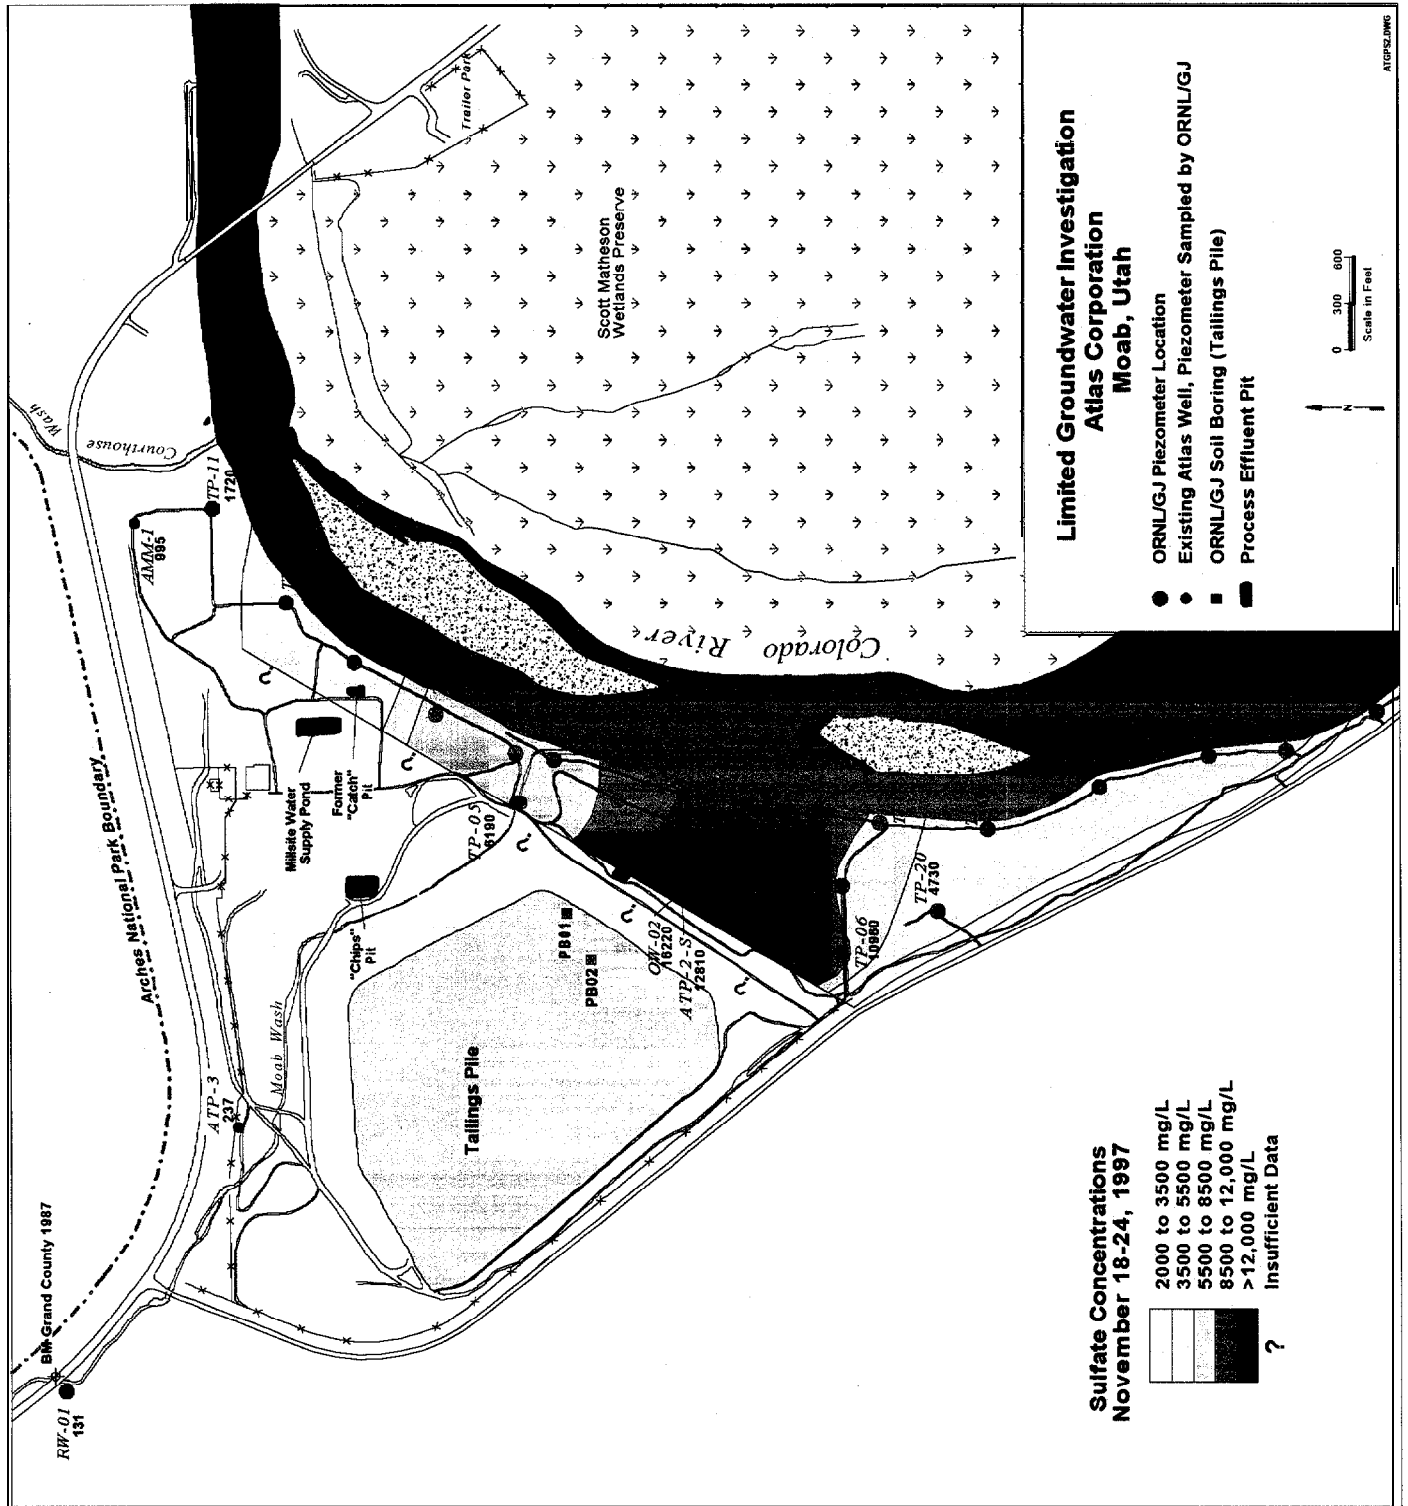 Limited Groundwater Investigation
Atlas Corporation
Moab, Utah
ORNL/GJ Piezometer Location
Existing Atlas Well, Piezometer Sampled by ORNL/GJ
ORNL/GJ Soil Boring (Tailings Pile)
Process Effluent Pit
0 300 600
Scale in Feet
N
ATGPS2.DWG
Sulfate Concentrations
November 18-24, 1997
2000 to 3500 mg/L
3500 to 5500 mg/L
5500 to 8500 mg/L
8500 to 12,000 mg/L
>12,000 mg/L
? Insufficient Data
BM-Grand County 1987
RW-01
131
Arches National Park Boundary
ATP-3
237
Moab Wash
Tailings Pile
"Chips"
Pit
PB01
PB02
Millsite Water
Supply Pond
Former
"Catch"
Pit
AMM-1
995
TP-11
1720
Courthouse
Wash
Trailor Park
Scott Matheson
Wetlands Preserve
Colorado River
TP-05
6190
OW-02
16220
ATP-2-S
12810
TP-06
10960
TP-20
4730
?
?
?
?
?